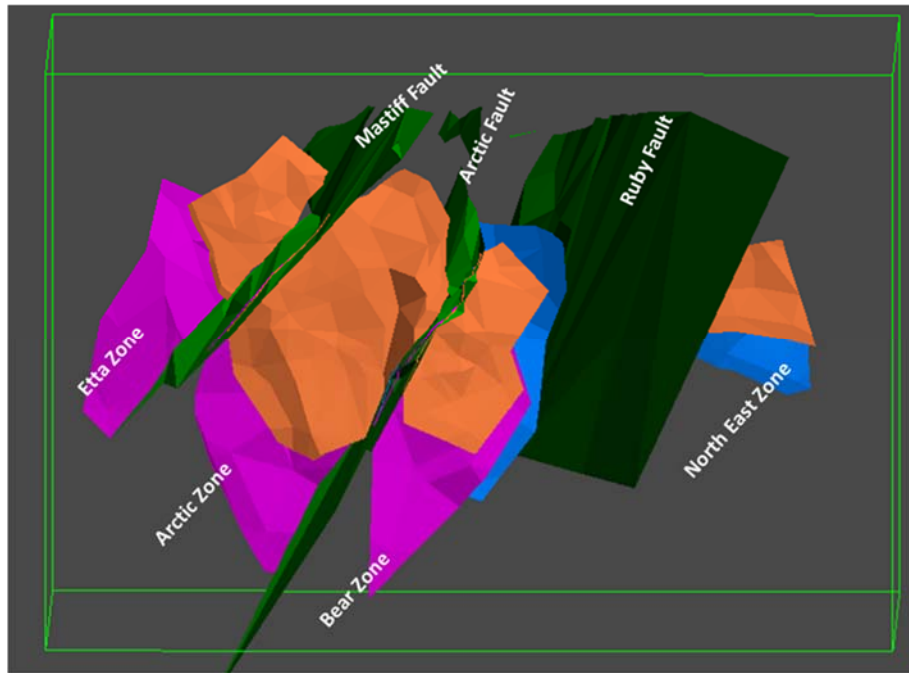 Mastiff Fault
Arctic Fault
Ruby Fault
Etta Zone
Arctic Zone
Bear Zone
North East Zone